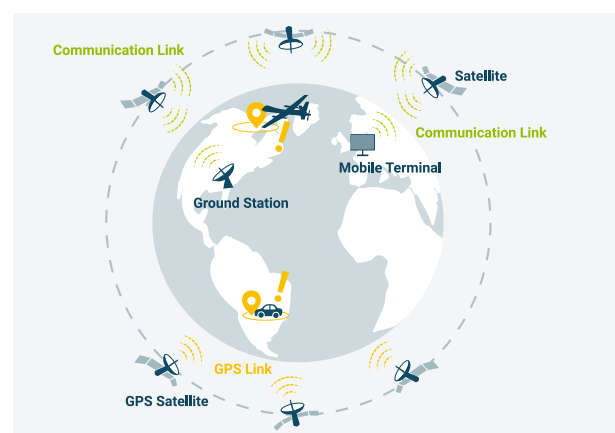 Communication Link
Satellite
Communication Link
Mobile Terminal
Ground Station
GPS Link
GPS Satellite